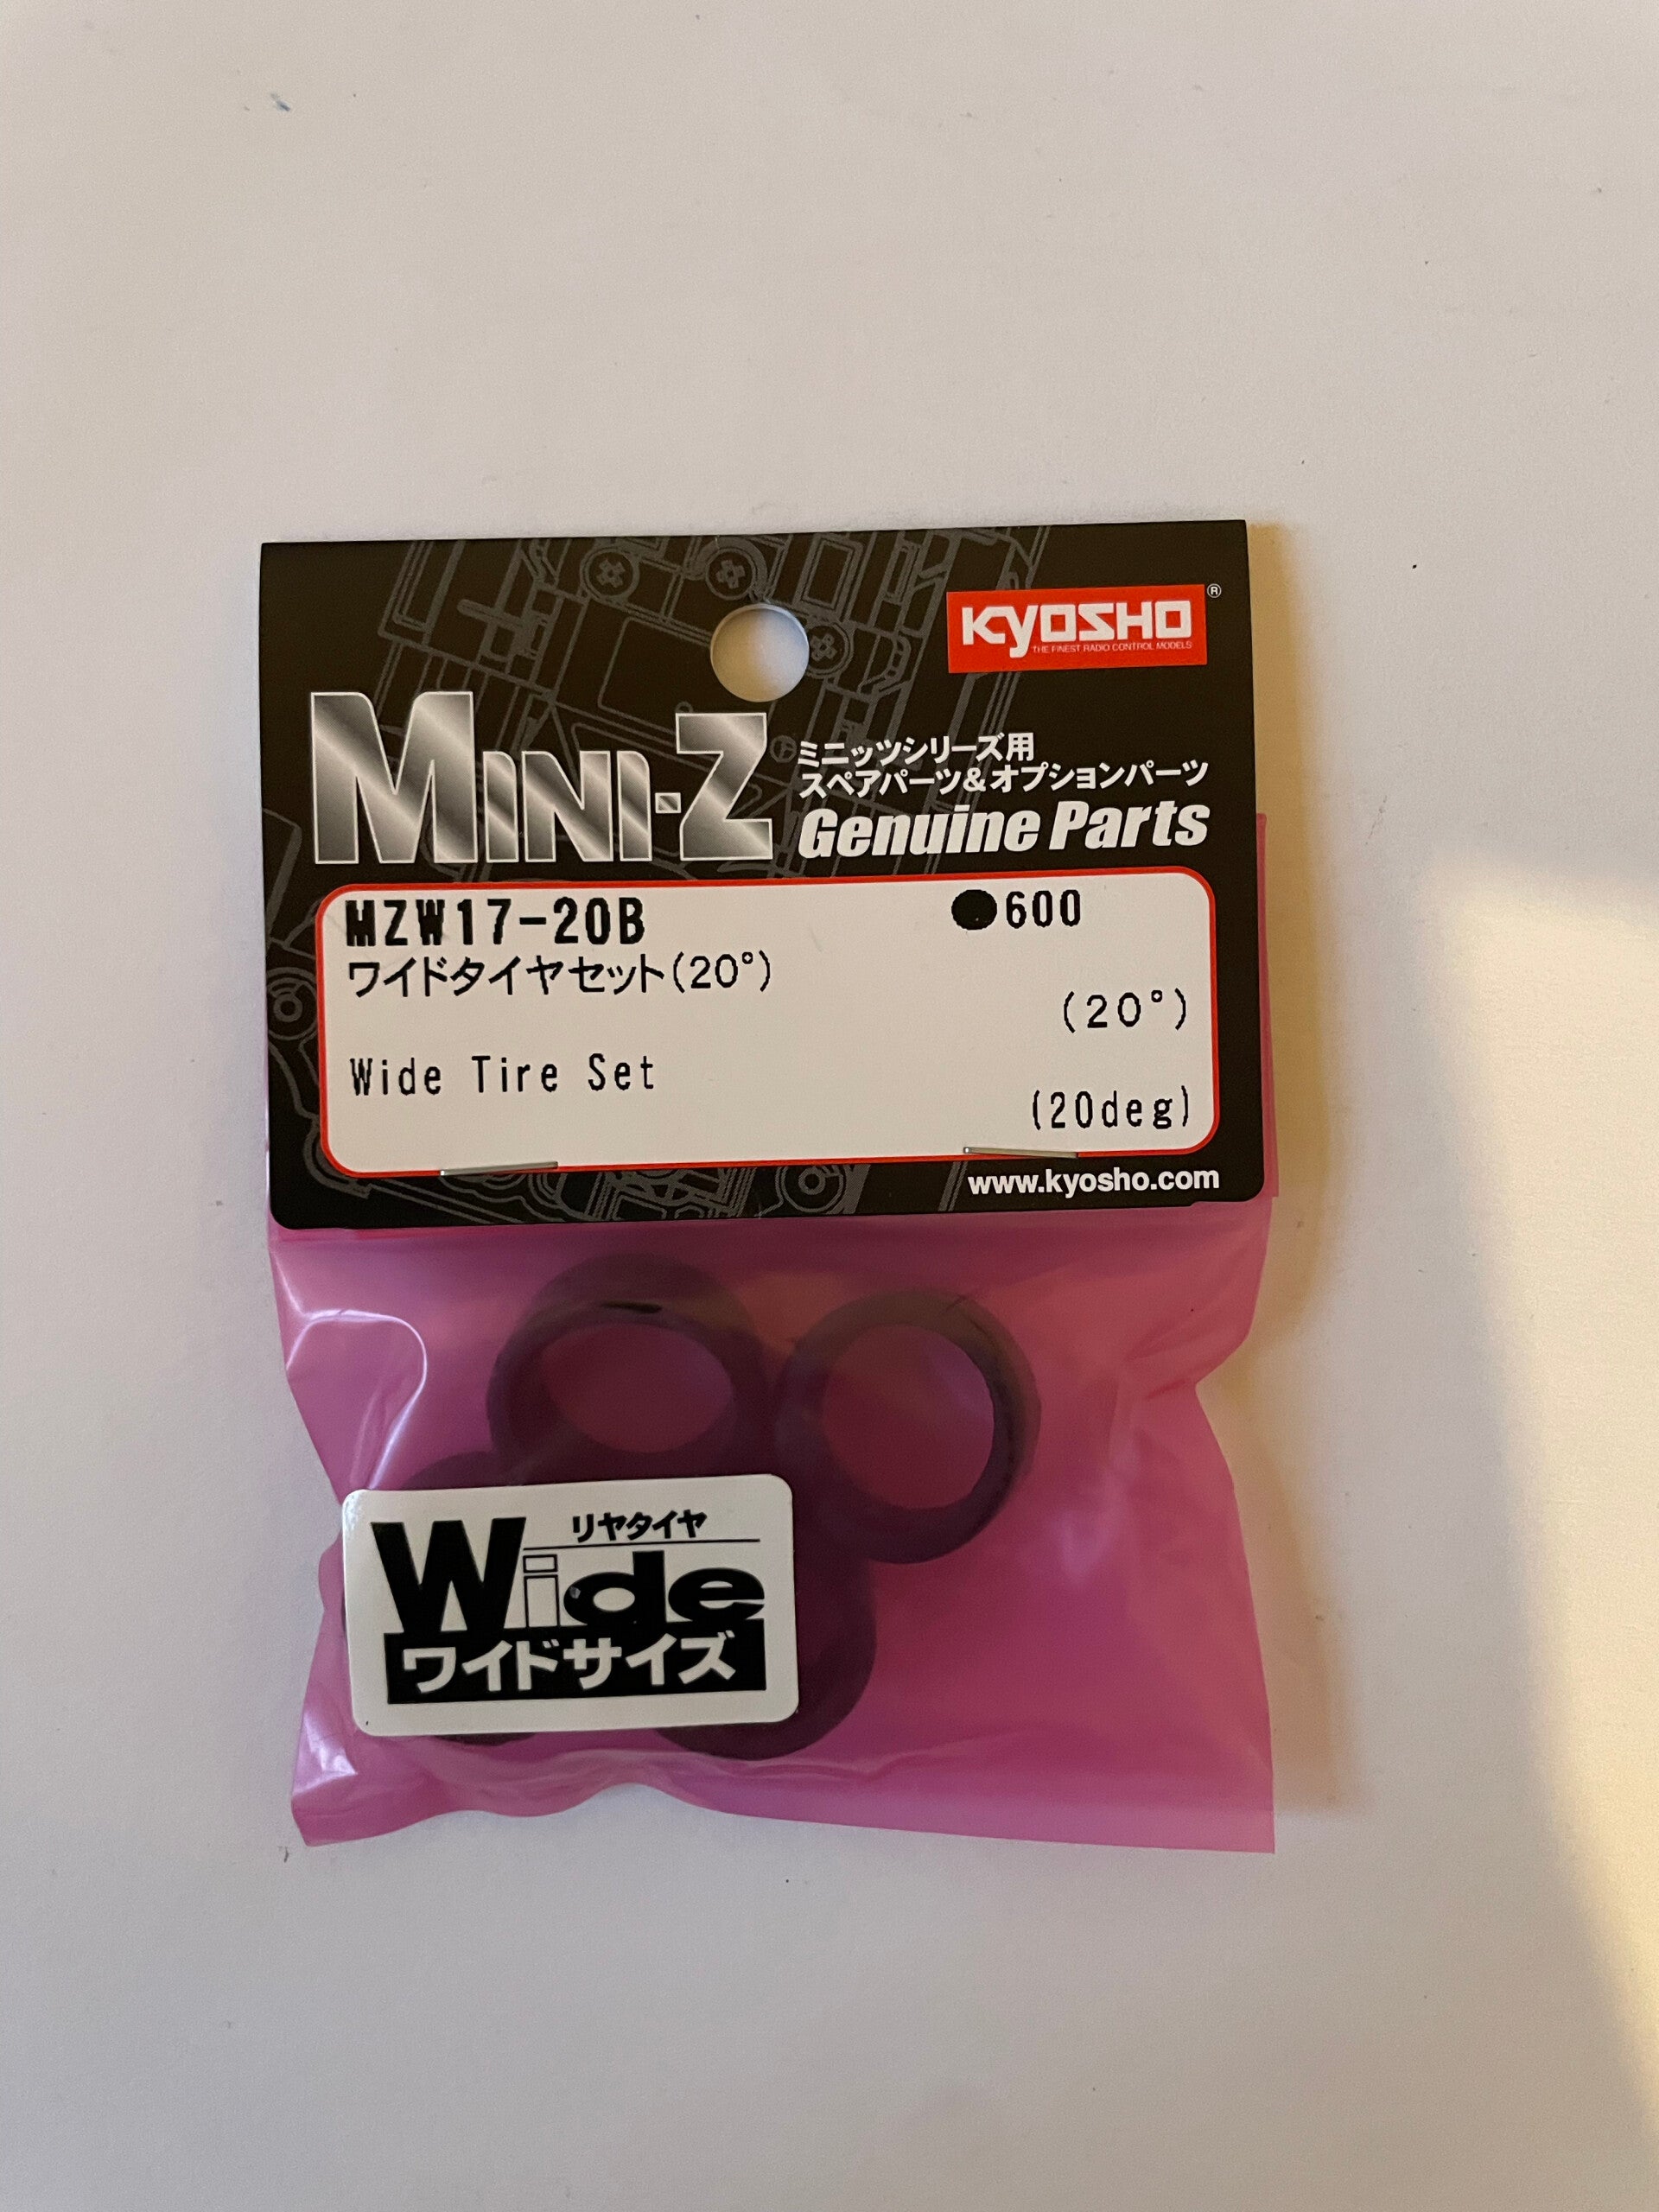 KYOSHO®
THE FINEST RADIO CONTROL MODELS
MINI-Z
ミニッツシリーズ用
スペアパーツ&オプションパーツ
Genuine Parts
MZW17-20B ●600
ワイドタイヤセット(20°)
(20°)
Wide Tire Set
(20deg)
www.kyosho.com
リヤタイヤ
Wide
ワイドサイズ